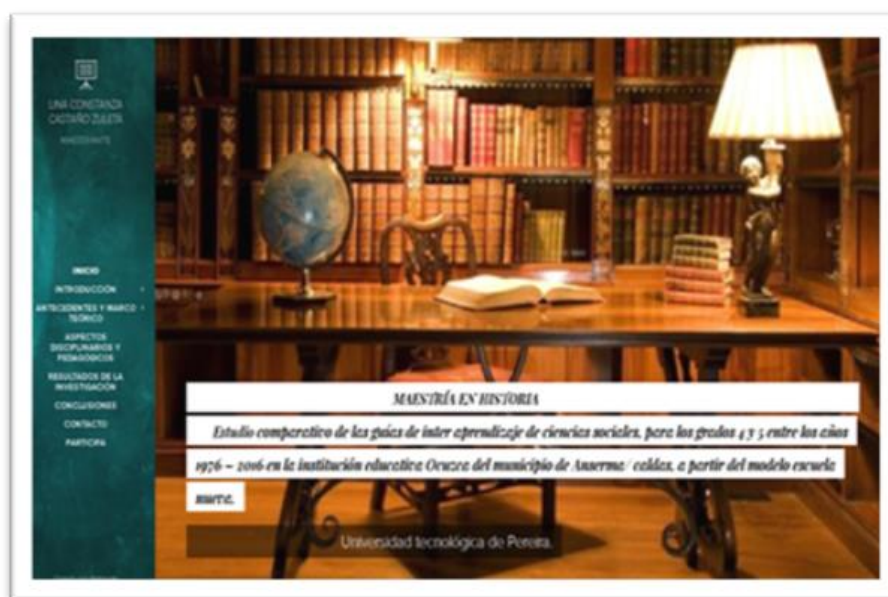 LINA CONSTANZA
CASTAÑO ZULETA
MAESTRANTE
INICIO
INTRODUCCIÓN
ANTECEDENTES Y MARCO
TEÓRICO
ASPECTOS
DISCIPLINARIOS Y
PEDAGÓGICOS
RESULTADOS DE LA
INVESTIGACIÓN
CONCLUSIONES
CONTACTO
PARTICIPA
MAESTRÍA EN HISTORIA
Estudio comparativo de las guías de inter aprendizaje de ciencias sociales, para los grados 4 y 5 entre los años
1976 – 2016 en la institución educativa Ocuzca del municipio de Anserma/ caldas, a partir del modelo escuela
nueva.
Universidad tecnológica de Pereira.